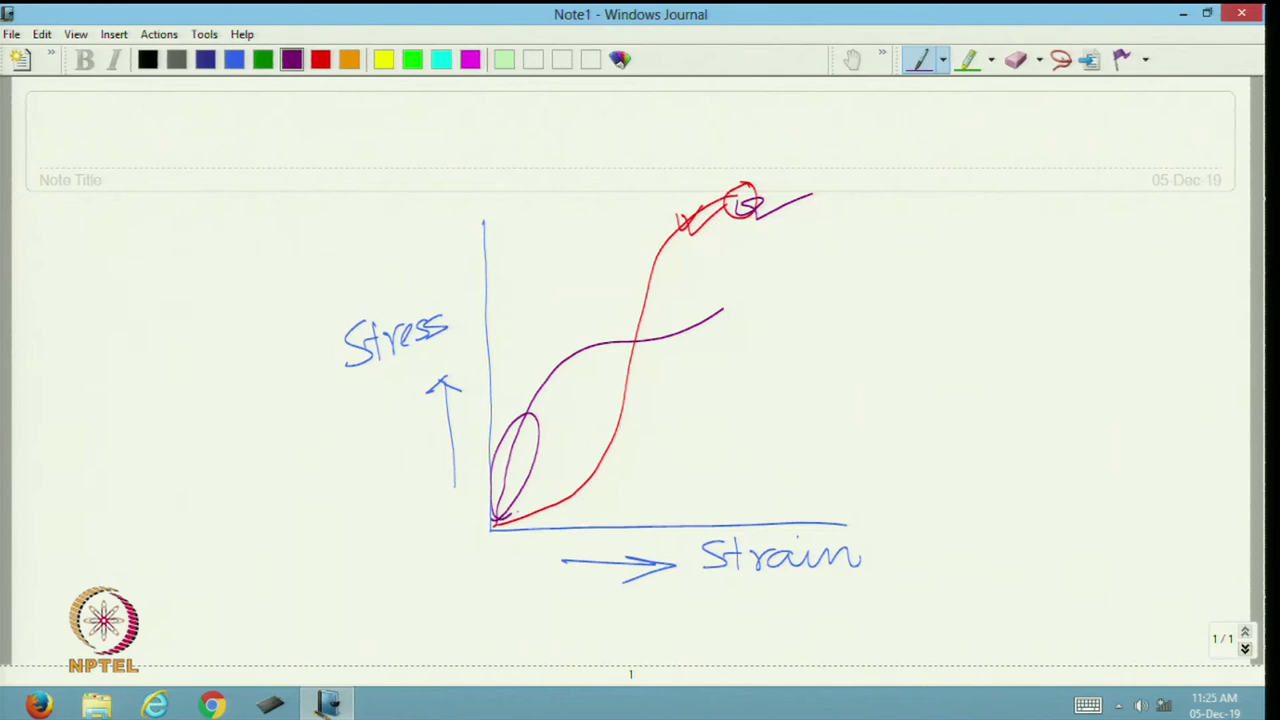 Note1 - Windows Journal
File Edit View Insert Actions Tools Help
B I
Note Title
05-Dec-19
Stress
Strain
NPTEL
1 / 1
1
11:25 AM
05-Dec-19